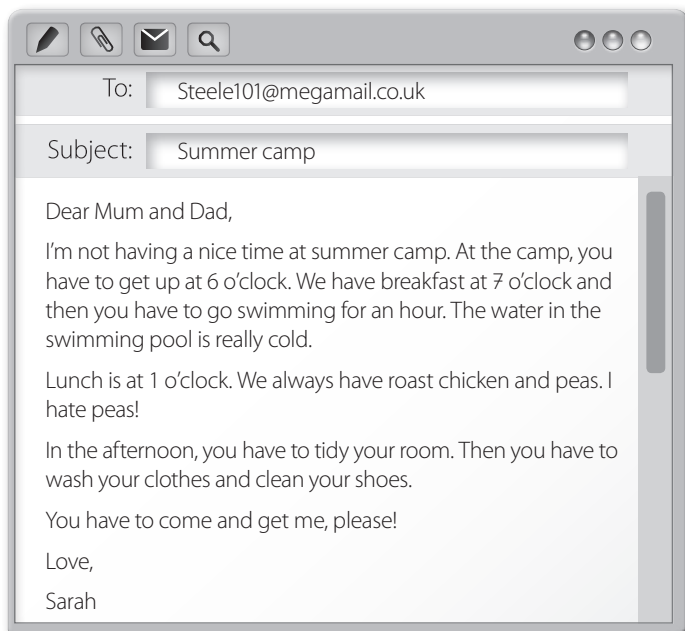 To: Steele101@megamail.co.uk
Subject: Summer camp
Dear Mum and Dad,
I'm not having a nice time at summer camp. At the camp, you
have to get up at 6 o'clock. We have breakfast at 7 o'clock and
then you have to go swimming for an hour. The water in the
swimming pool is really cold.
Lunch is at 1 o'clock. We always have roast chicken and peas. I
hate peas!
In the afternoon, you have to tidy your room. Then you have to
wash your clothes and clean your shoes.
You have to come and get me, please!
Love,
Sarah